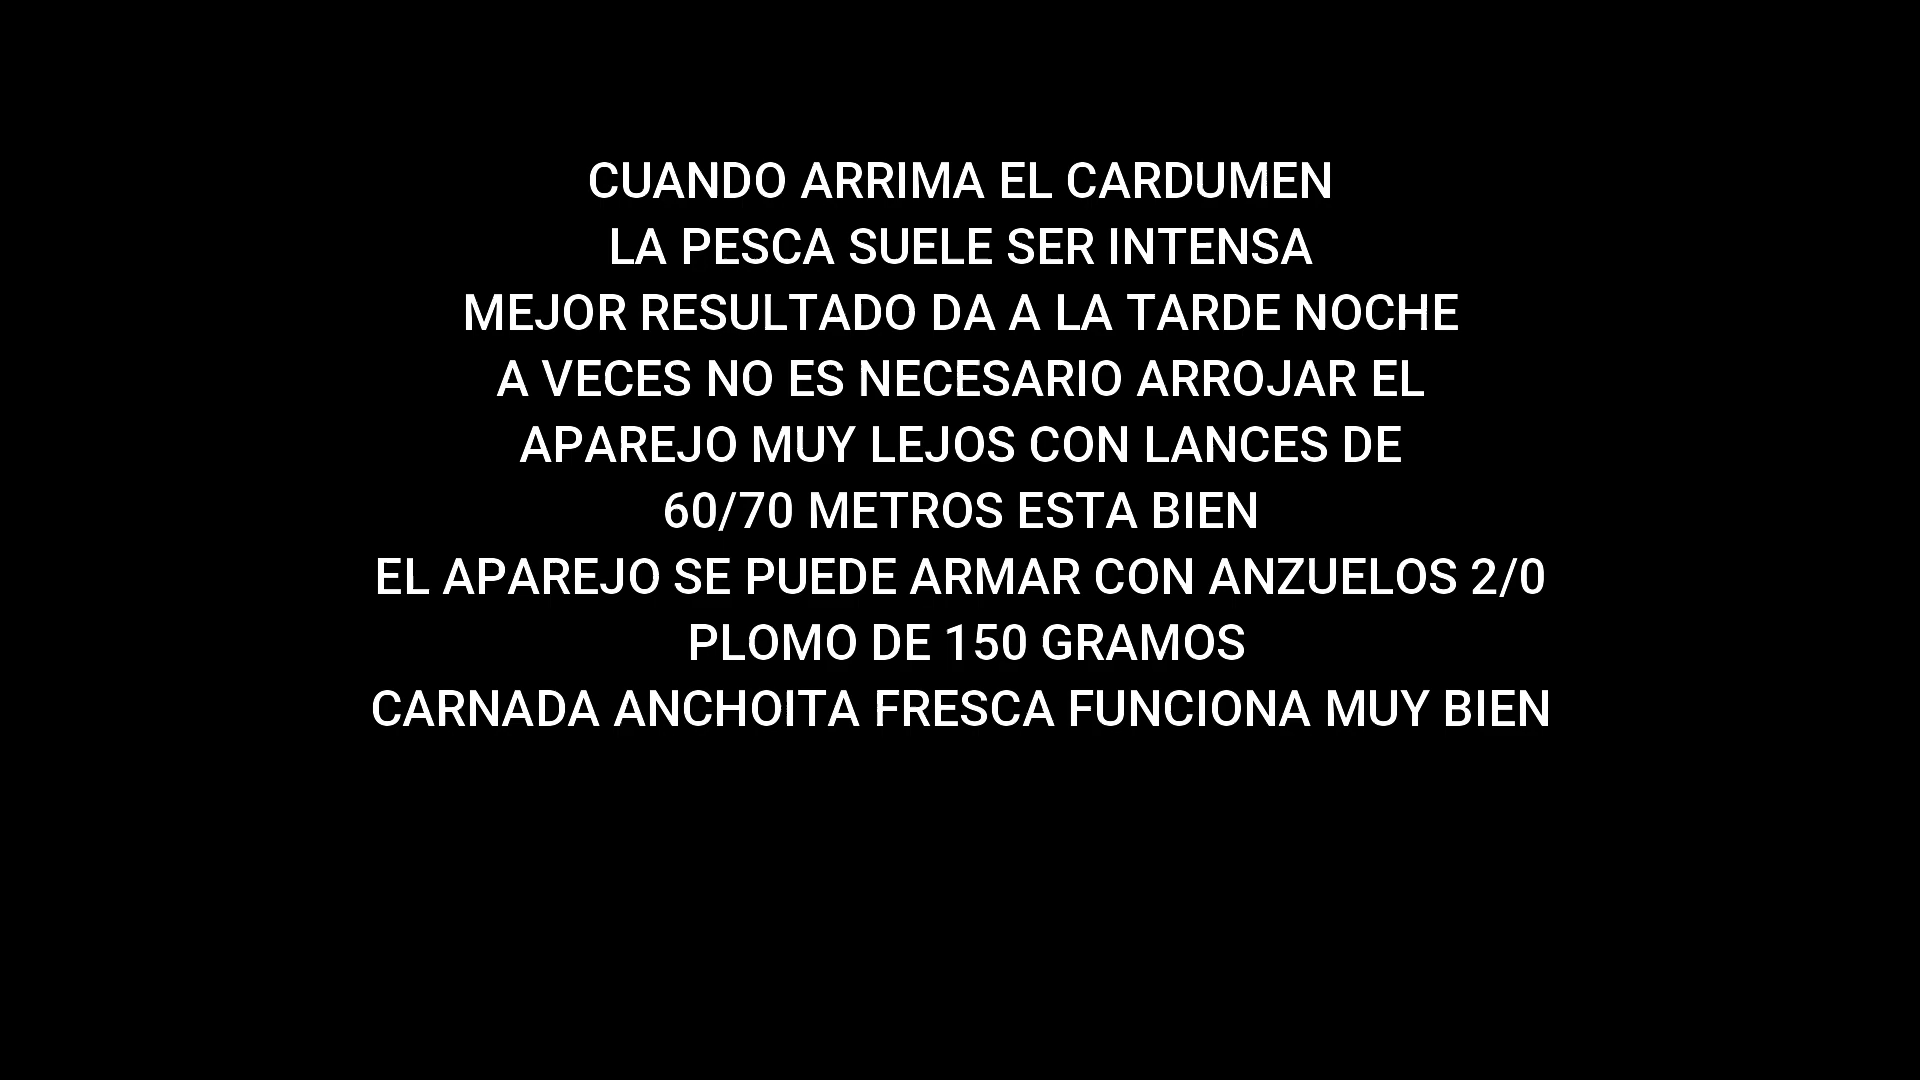 CUANDO ARRIMA EL CARDUMEN
LA PESCA SUELE SER INTENSA
MEJOR RESULTADO DA A LA TARDE NOCHE
A VECES NO ES NECESARIO ARROJAR EL
APAREJO MUY LEJOS CON LANCES DE
60/70 METROS ESTA BIEN
EL APAREJO SE PUEDE ARMAR CON ANZUELOS 2/0
PLOMO DE 150 GRAMOS
CARNADA ANCHOITA FRESCA FUNCIONA MUY BIEN